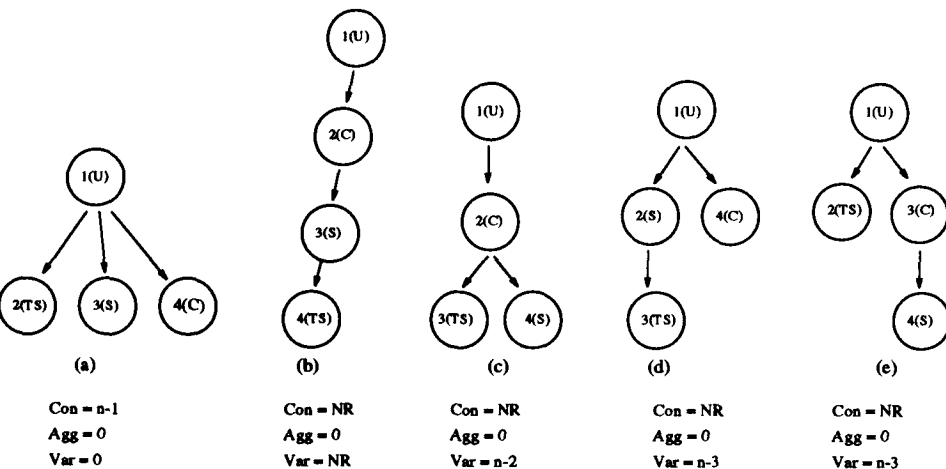 1(U)
2(TS) 3(S) 4(C)
(a)
Con = n-1
Agg = 0
Var = 0
1(U)
2(C)
3(S)
4(TS)
(b)
Con = NR
Agg = 0
Var = NR
1(U)
2(C)
3(TS) 4(S)
(c)
Con = NR
Agg = 0
Var = n-2
1(U)
2(S) 4(C)
3(TS)
(d)
Con = NR
Agg = 0
Var = n-3
1(U)
2(TS) 3(C)
4(S)
(e)
Con = NR
Agg = 0
Var = n-3